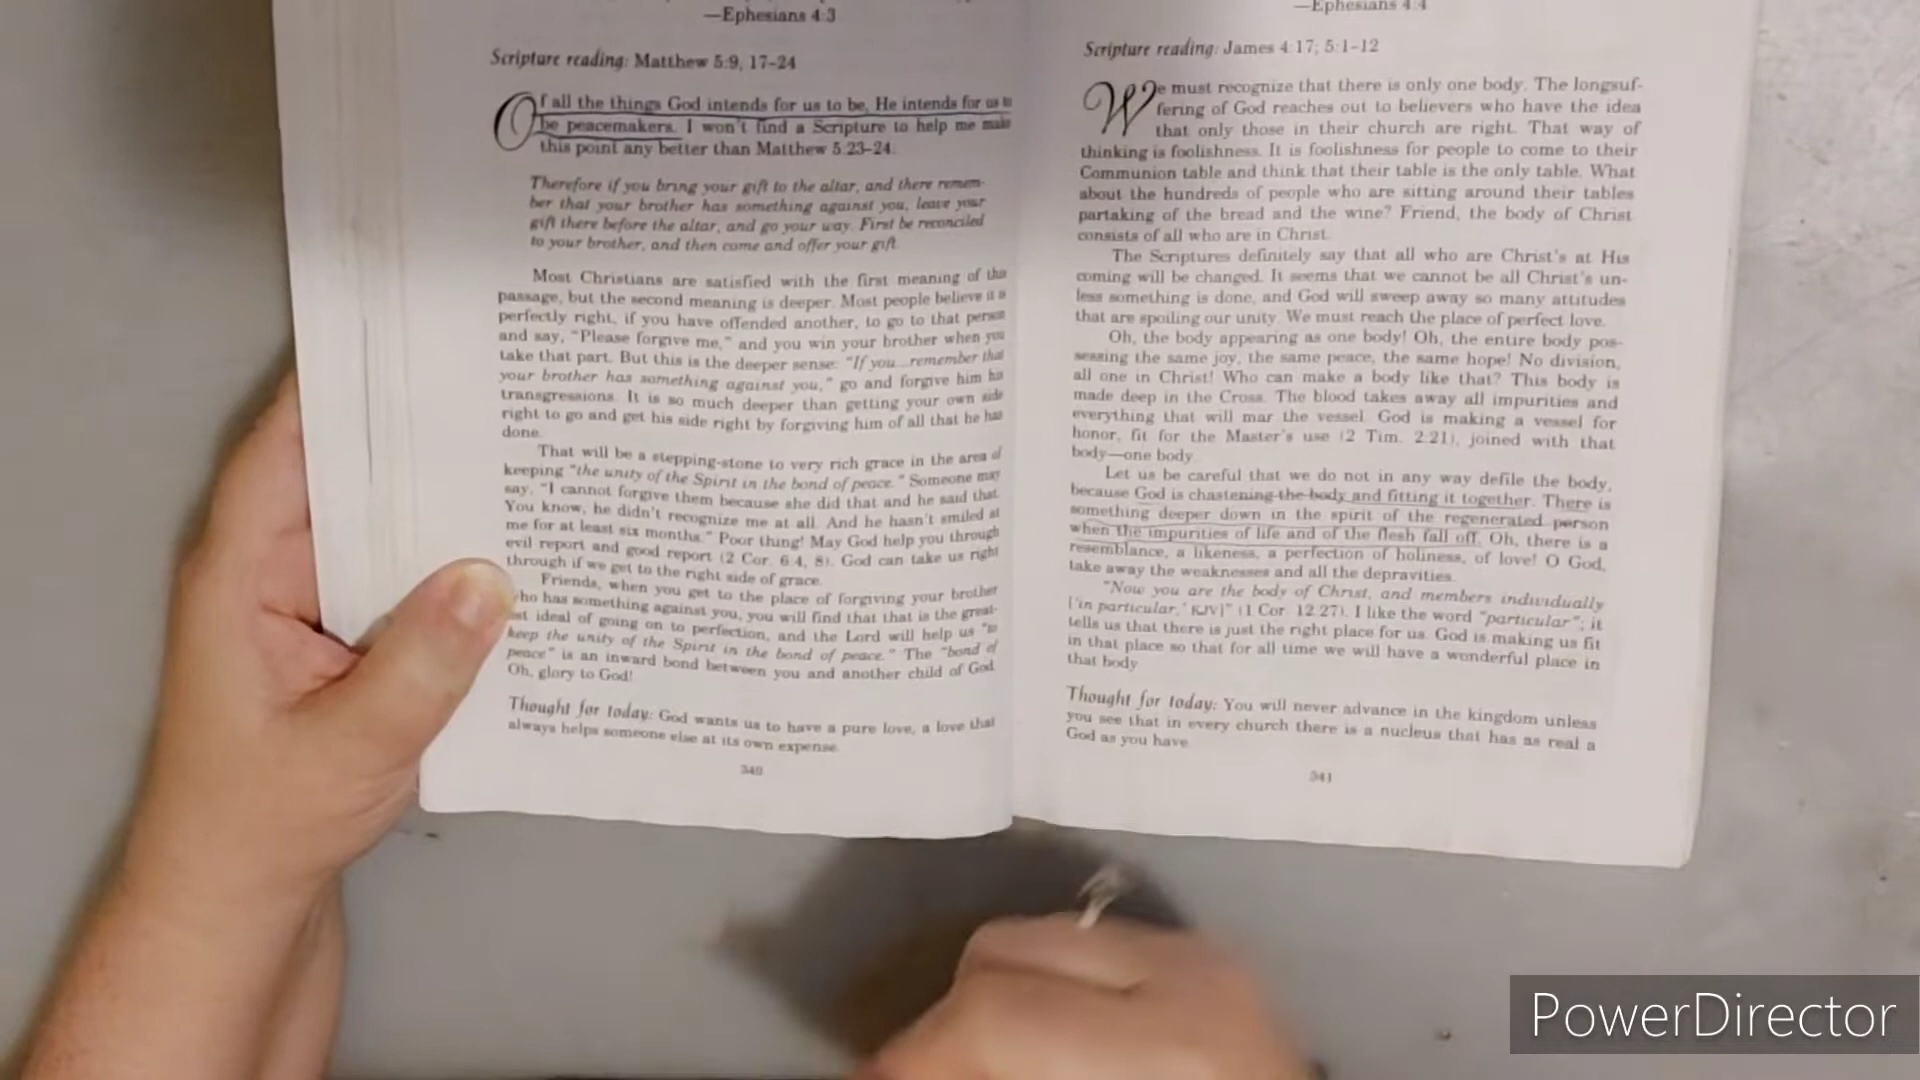 —Ephesians 4:3
Scripture reading: Matthew 5:9, 17–24
Of all the things God intends for us to be, He intends for us to
be peacemakers. I won't find a Scripture to help me make
this point any better than Matthew 5:23–24.
Therefore if you bring your gift to the altar, and there remem-
ber that your brother has something against you, leave your
gift there before the altar, and go your way. First be reconciled
to your brother, and then come and offer your gift.
Most Christians are satisfied with the first meaning of this
passage, but the second meaning is deeper. Most people believe it is
perfectly right, if you have offended another, to go to that person
and say, "Please forgive me," and you win your brother when you
take that part. But this is the deeper sense: "If you...remember that
your brother has something against you," go and forgive him his
transgressions. It is so much deeper than getting your own side
right to go and get his side right by forgiving him of all that he has
done.
That will be a stepping-stone to very rich grace in the area of
keeping "the unity of the Spirit in the bond of peace." Someone may
say, "I cannot forgive them because she did that and he said that.
You know, he didn't recognize me at all. And he hasn't smiled at
me for at least six months." Poor thing! May God help you through
evil report and good report (2 Cor. 6:4, 8). God can take us right
through if we get to the right side of grace.
Friends, when you get to the place of forgiving your brother
who has something against you, you will find that that is the great-
est ideal of going on to perfection, and the Lord will help us "to
keep the unity of the Spirit in the bond of peace." The "bond of
peace" is an inward bond between you and another child of God.
Oh, glory to God!
Thought for today: God wants us to have a pure love, a love that
always helps someone else at its own expense.
340
—Ephesians 4:4
Scripture reading: James 4:17; 5:1–12
We must recognize that there is only one body. The longsuf-
fering of God reaches out to believers who have the idea
that only those in their church are right. That way of
thinking is foolishness. It is foolishness for people to come to their
Communion table and think that their table is the only table. What
about the hundreds of people who are sitting around their tables
partaking of the bread and the wine? Friend, the body of Christ
consists of all who are in Christ.
The Scriptures definitely say that all who are Christ's at His
coming will be changed. It seems that we cannot be all Christ's un-
less something is done, and God will sweep away so many attitudes
that are spoiling our unity. We must reach the place of perfect love.
Oh, the body appearing as one body! Oh, the entire body pos-
sessing the same joy, the same peace, the same hope! No division,
all one in Christ! Who can make a body like that? This body is
made deep in the Cross. The blood takes away all impurities and
everything that will mar the vessel. God is making a vessel for
honor, fit for the Master's use (2 Tim. 2:21), joined with that
body—one body.
Let us be careful that we do not in any way defile the body,
because God is chastening the body and fitting it together. There is
something deeper down in the spirit of the regenerated person
when the impurities of life and of the flesh fall off. Oh, there is a
resemblance, a likeness, a perfection of holiness, of love! O God,
take away the weaknesses and all the depravities.
"Now you are the body of Christ, and members individually
['in particular,' KJV]" (1 Cor. 12:27). I like the word "particular"; it
tells us that there is just the right place for us. God is making us fit
in that place so that for all time we will have a wonderful place in
that body.
Thought for today: You will never advance in the kingdom unless
you see that in every church there is a nucleus that has as real a
God as you have.
341
PowerDirector